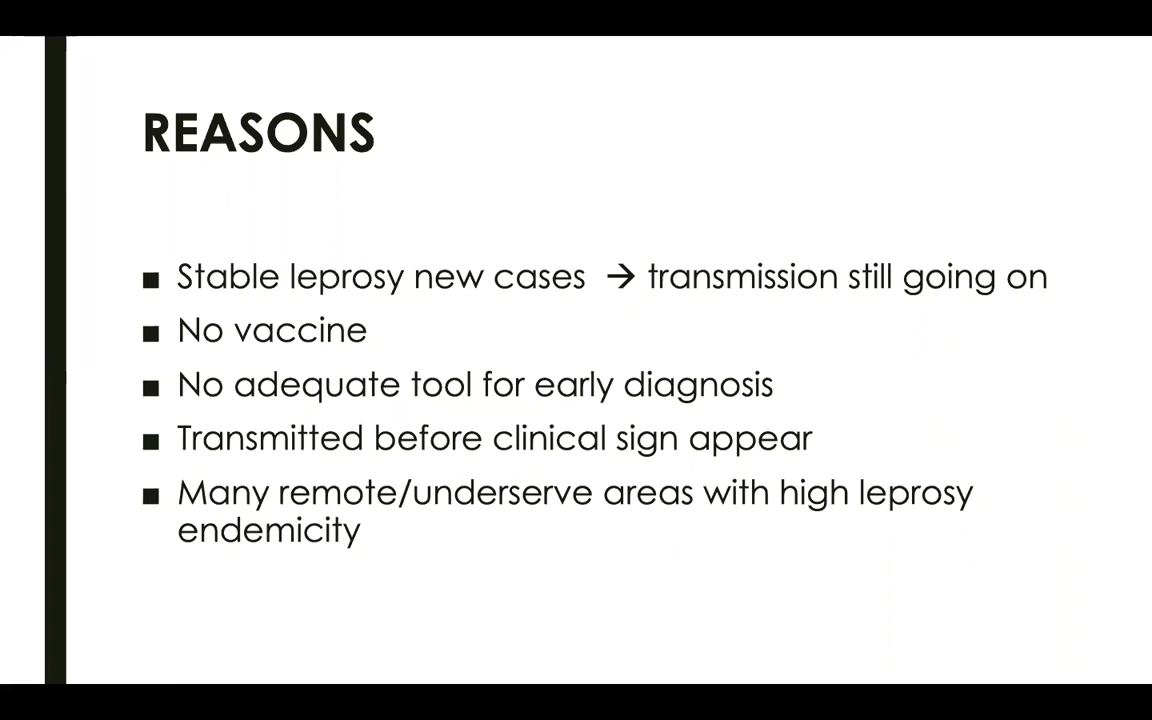 REASONS
■ Stable leprosy new cases → transmission still going on
■ No vaccine
■ No adequate tool for early diagnosis
■ Transmitted before clinical sign appear
■ Many remote/underserve areas with high leprosy
endemicity